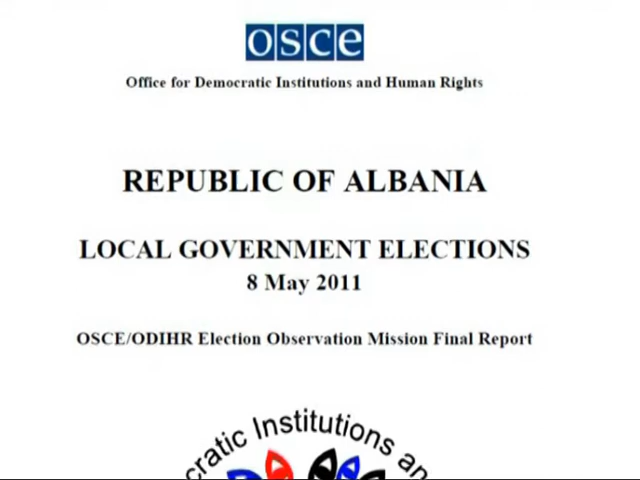 osce
Office for Democratic Institutions and Human Rights
REPUBLIC OF ALBANIA
LOCAL GOVERNMENT ELECTIONS
8 May 2011
OSCE/ODIHR Election Observation Mission Final Report
cratic Institutions an